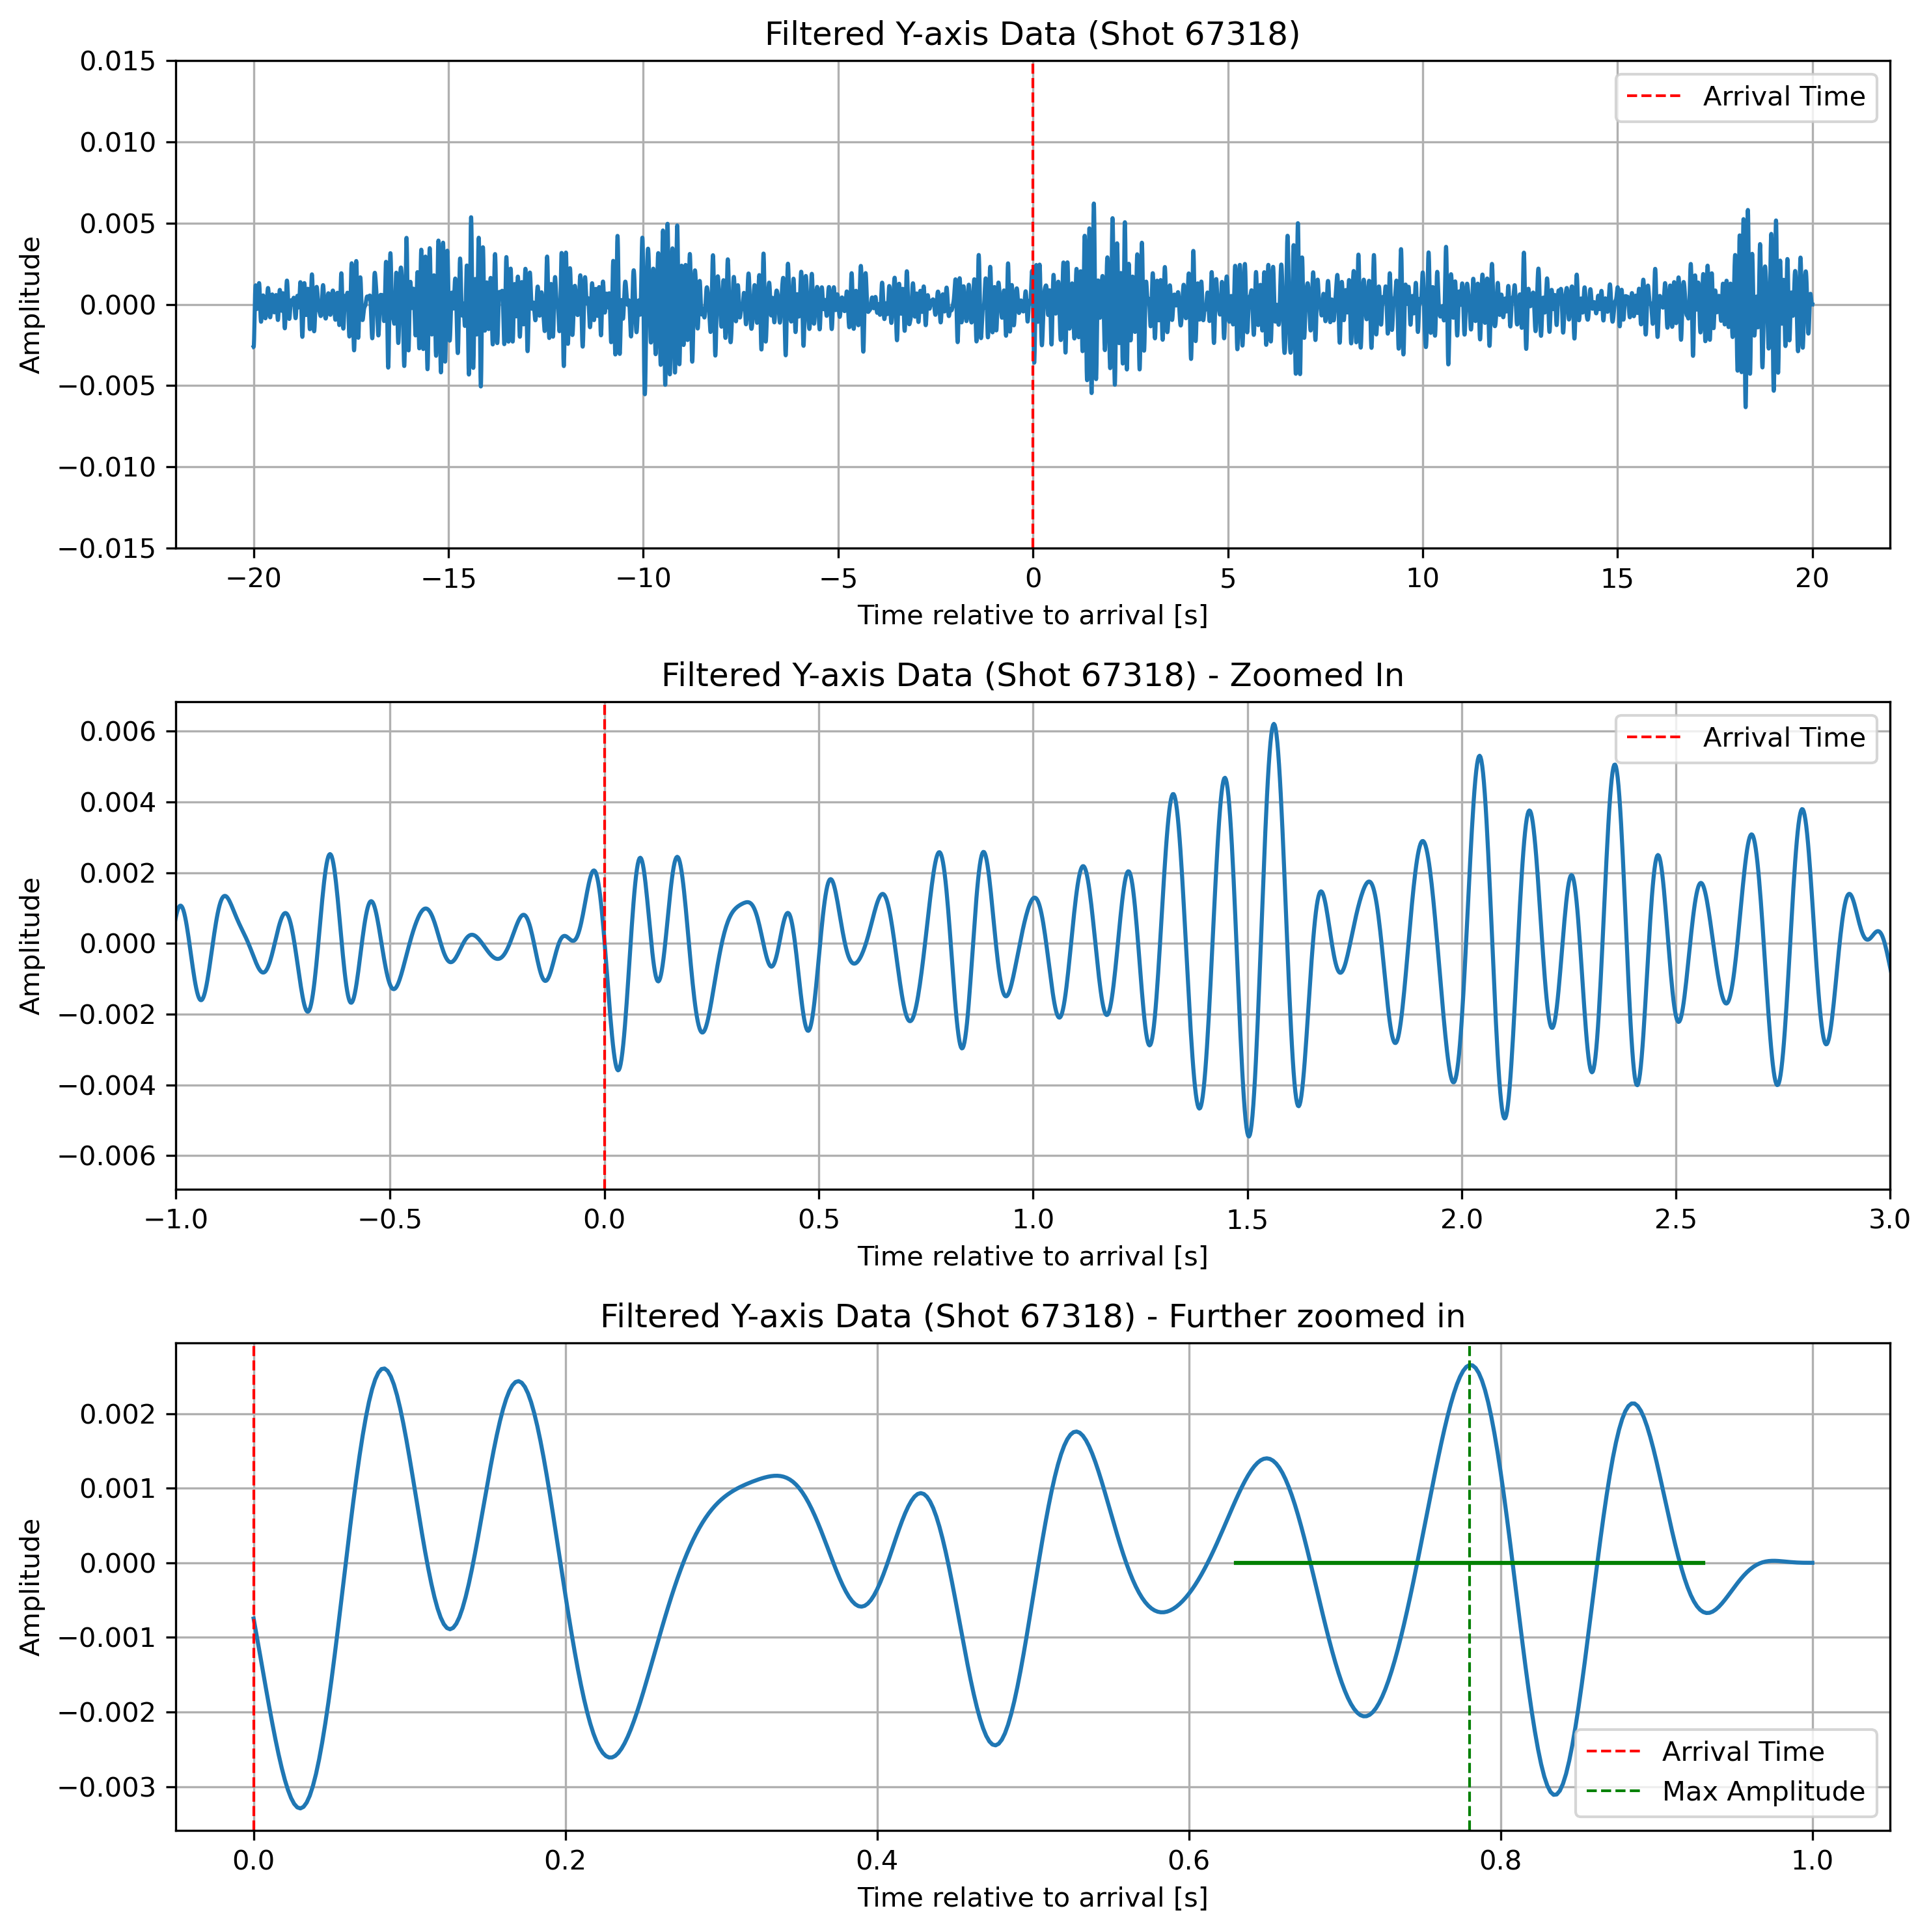 Filtered Y-axis Data (Shot 67318)
0.015
0.010
0.005
0.000
−0.005
−0.010
−0.015
Amplitude
Arrival Time
−20 −15 −10 −5 0 5 10 15 20
Time relative to arrival [s]
Filtered Y-axis Data (Shot 67318) - Zoomed In
0.006
0.004
0.002
0.000
−0.002
−0.004
−0.006
Amplitude
Arrival Time
−1.0 −0.5 0.0 0.5 1.0 1.5 2.0 2.5 3.0
Time relative to arrival [s]
Filtered Y-axis Data (Shot 67318) - Further zoomed in
0.002
0.001
0.000
−0.001
−0.002
−0.003
Amplitude
Arrival Time
Max Amplitude
0.0 0.2 0.4 0.6 0.8 1.0
Time relative to arrival [s]